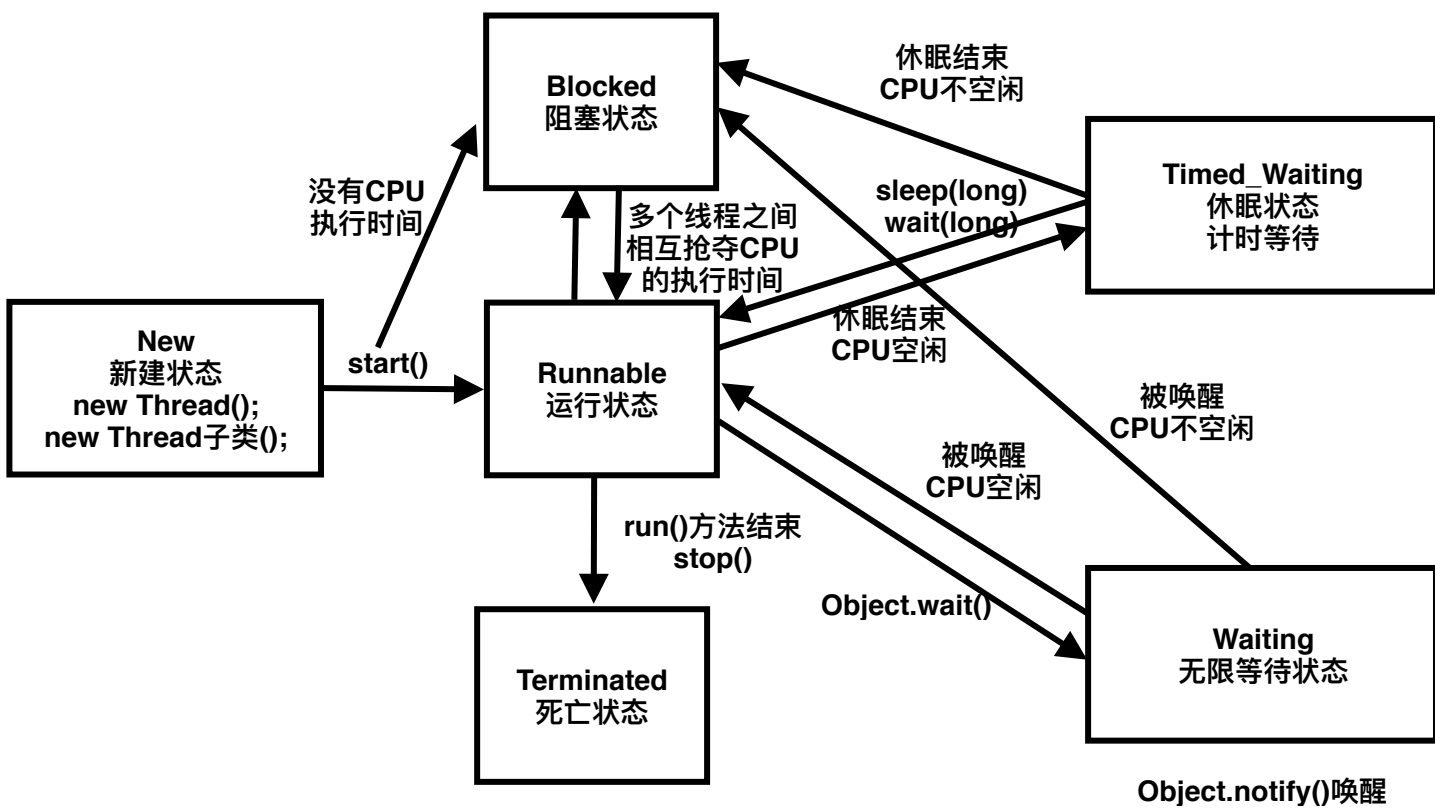 Blocked
阻塞状态
休眠结束
CPU不空闲
Timed_Waiting
休眠状态
计时等待
没有CPU
执行时间
sleep(long)
wait(long)
多个线程之间
相互抢夺CPU
的执行时间
New
新建状态
new Thread();
new Thread子类();
start()
Runnable
运行状态
休眠结束
CPU空闲
被唤醒
CPU不空闲
被唤醒
CPU空闲
run()方法结束
stop()
Object.wait()
Waiting
无限等待状态
Terminated
死亡状态
Object.notify()唤醒